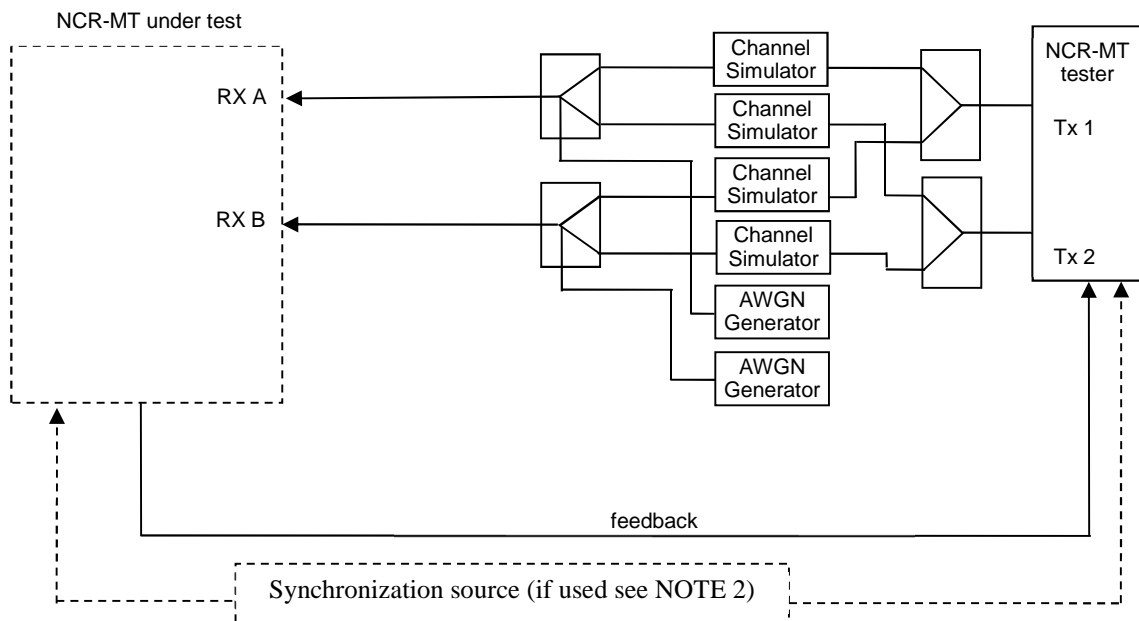 NCR-MT under test
RX A
RX B
Channel
Simulator
Channel
Simulator
Channel
Simulator
Channel
Simulator
AWGN
Generator
AWGN
Generator
NCR-MT
tester
Tx 1
Tx 2
feedback
Synchronization source (if used see NOTE 2)